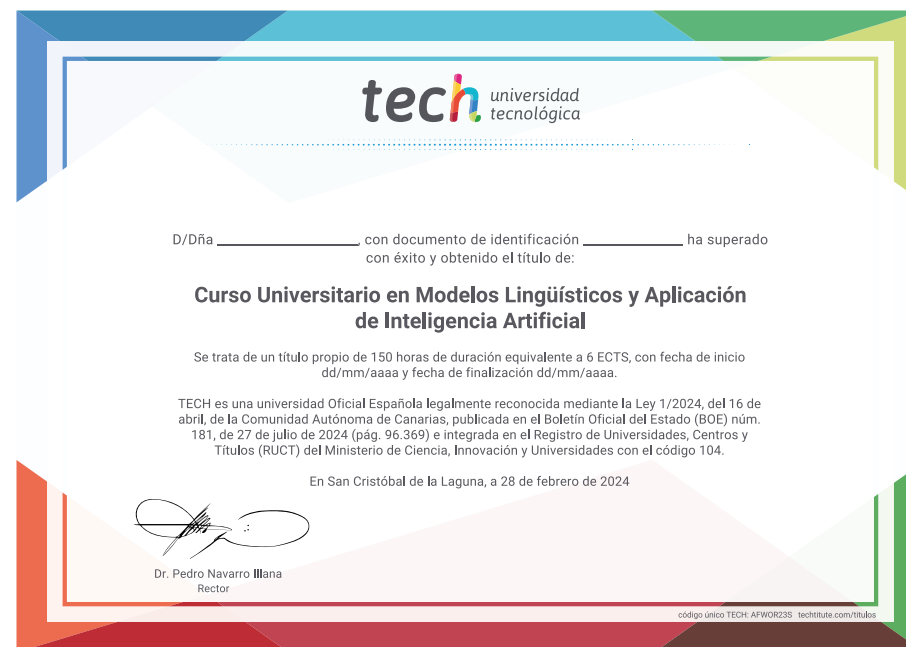 tech universidad
tecnológica
D/Dña ____________________, con documento de identificación ______________ ha superado
con éxito y obtenido el título de:
Curso Universitario en Modelos Lingüísticos y Aplicación
de Inteligencia Artificial
Se trata de un título propio de 150 horas de duración equivalente a 6 ECTS, con fecha de inicio
dd/mm/aaaa y fecha de finalización dd/mm/aaaa.
TECH es una universidad Oficial Española legalmente reconocida mediante la Ley 1/2024, del 16 de
abril, de la Comunidad Autónoma de Canarias, publicada en el Boletín Oficial del Estado (BOE) núm.
181, de 27 de julio de 2024 (pág. 96.369) e integrada en el Registro de Universidades, Centros y
Títulos (RUCT) del Ministerio de Ciencia, Innovación y Universidades con el código 104.
En San Cristóbal de la Laguna, a 28 de febrero de 2024
Dr. Pedro Navarro Illana
Rector
código único TECH: AFWOR23S techtitute.com/titulos